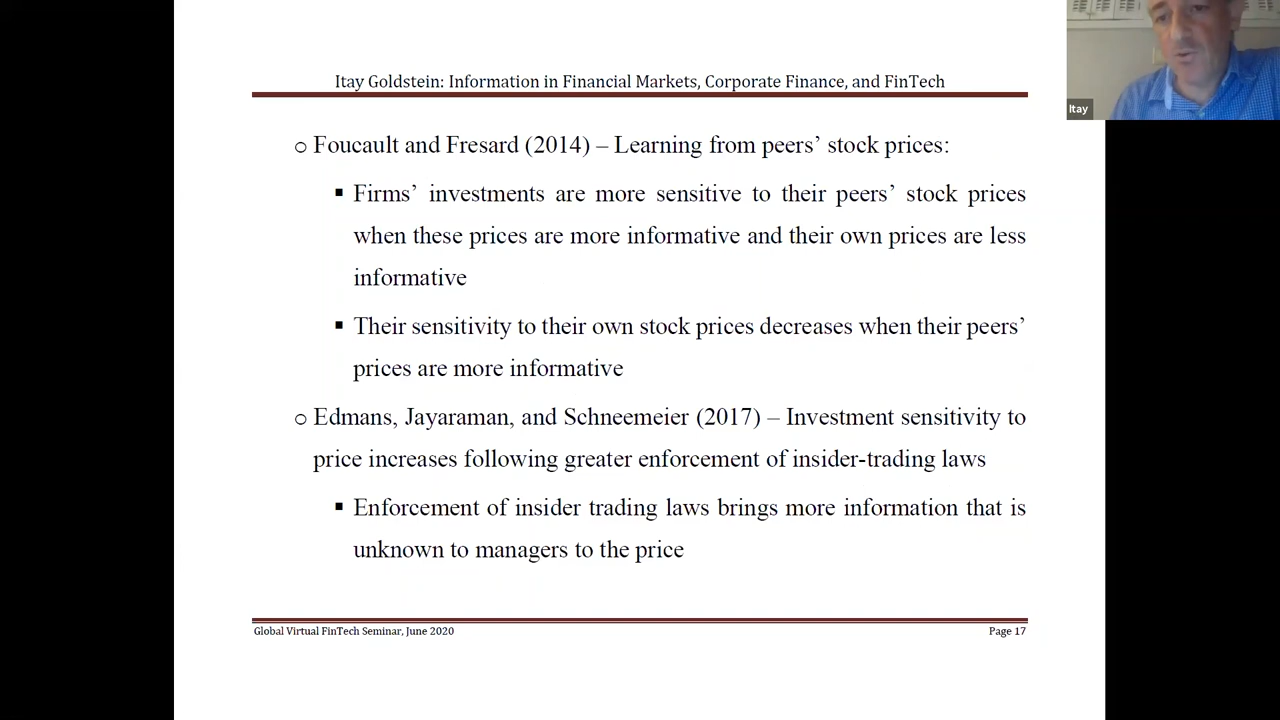 Itay Goldstein: Information in Financial Markets, Corporate Finance, and FinTech
Itay
o Foucault and Fresard (2014) – Learning from peers’ stock prices:
▪ Firms’ investments are more sensitive to their peers’ stock prices
when these prices are more informative and their own prices are less
informative
▪ Their sensitivity to their own stock prices decreases when their peers’
prices are more informative
o Edmans, Jayaraman, and Schneemeier (2017) – Investment sensitivity to
price increases following greater enforcement of insider-trading laws
▪ Enforcement of insider trading laws brings more information that is
unknown to managers to the price
Global Virtual FinTech Seminar, June 2020
Page 17